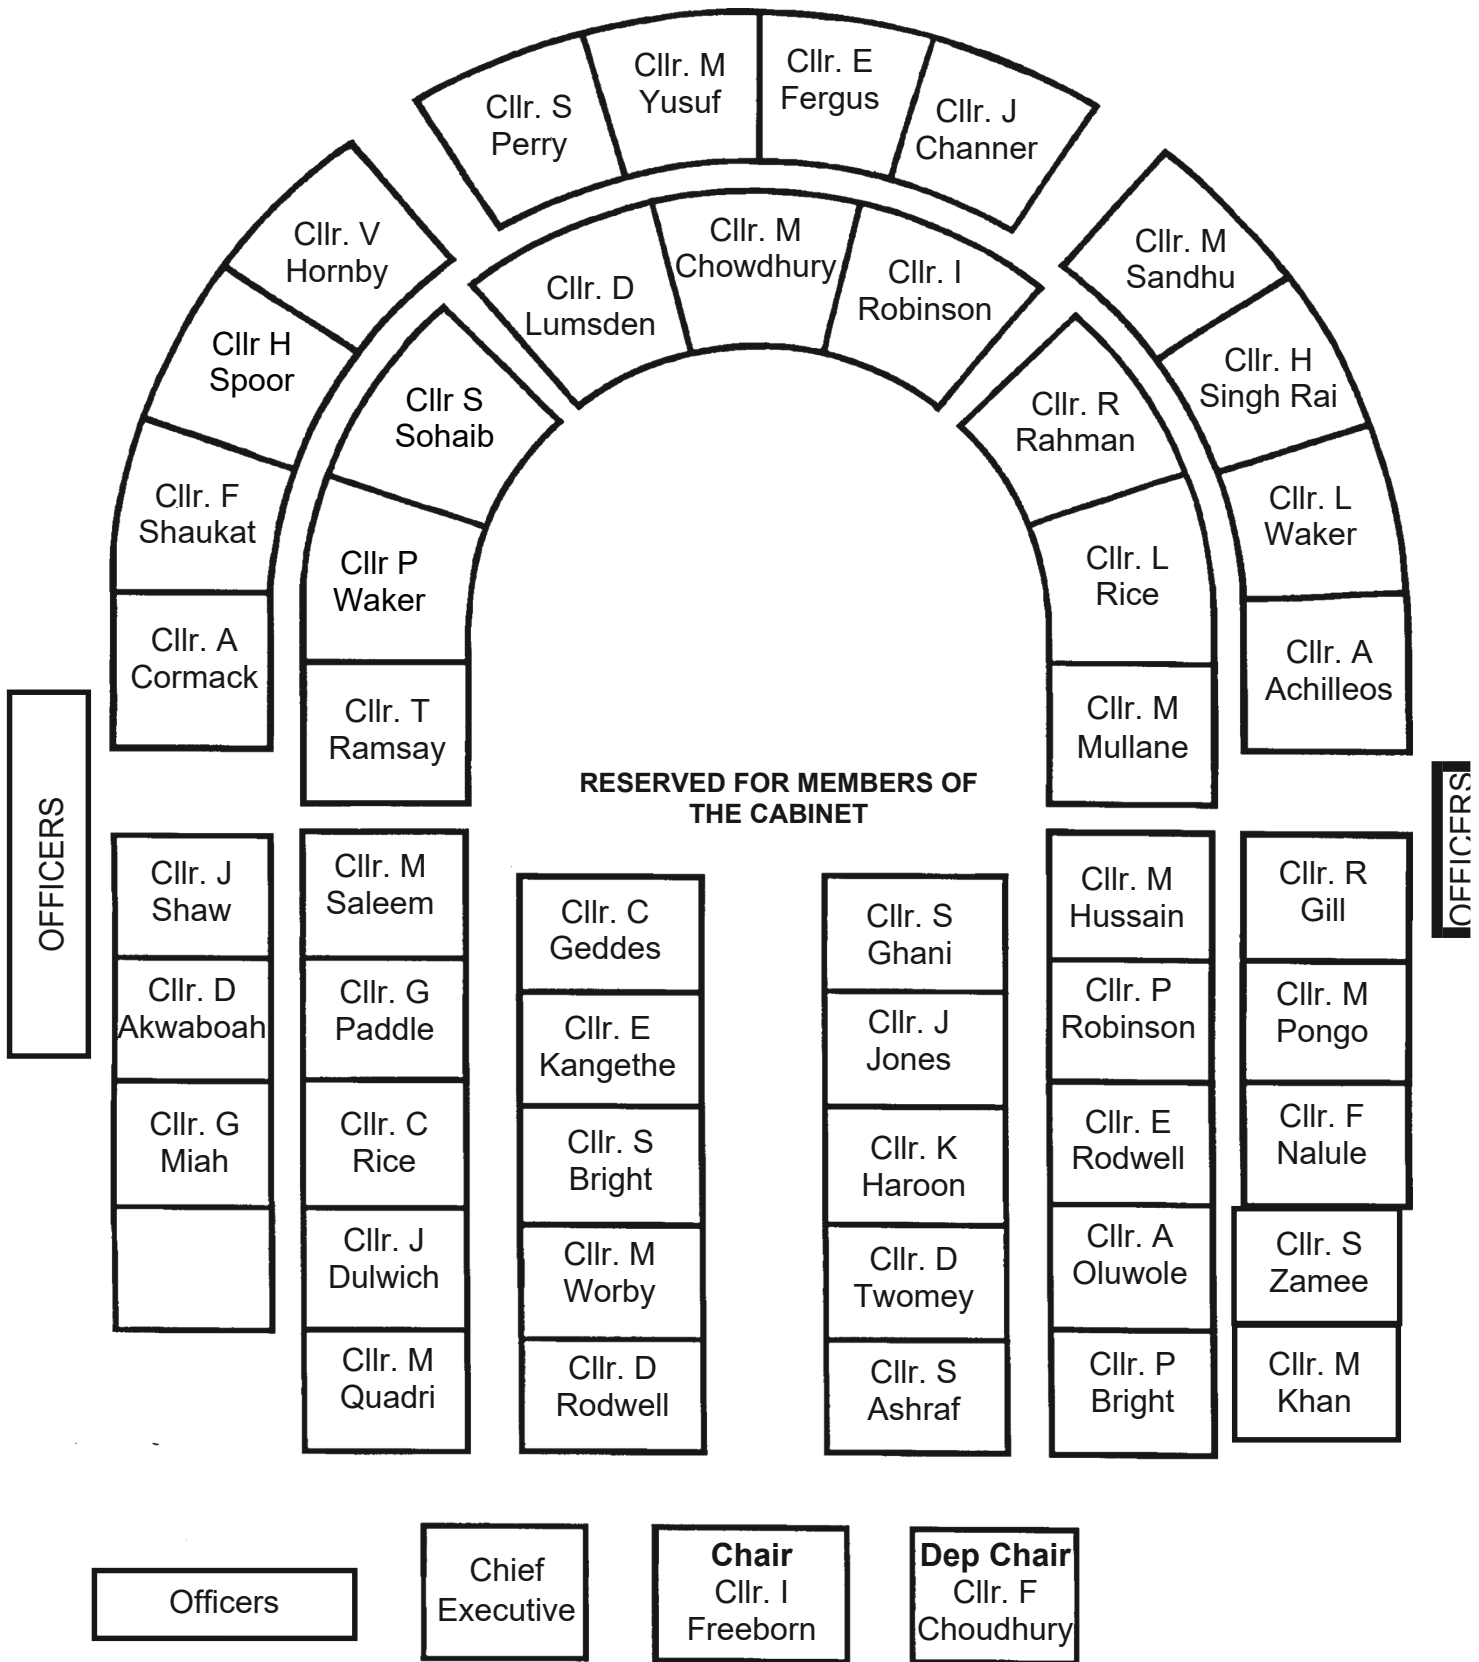 Cllr. S
Perry
Cllr. M
Yusuf
Cllr. E
Fergus
Cllr. J
Channer
Cllr. V
Hornby
Cllr H
Spoor
Cllr. F
Shaukat
Cllr. A
Cormack
Cllr. D
Lumsden
Cllr. M
Chowdhury
Cllr. I
Robinson
Cllr S
Sohaib
Cllr P
Waker
Cllr. T
Ramsay
Cllr. R
Rahman
Cllr. L
Rice
Cllr. M
Mullane
Cllr. M
Sandhu
Cllr. H
Singh Rai
Cllr. L
Waker
Cllr. A
Achilleos
OFFICERS
RESERVED FOR MEMBERS OF
THE CABINET
OFFICERS
Cllr. J
Shaw
Cllr. D
Akwaboah
Cllr. G
Miah
Cllr. M
Saleem
Cllr. G
Paddle
Cllr. C
Rice
Cllr. J
Dulwich
Cllr. M
Quadri
Cllr. C
Geddes
Cllr. E
Kangethe
Cllr. S
Bright
Cllr. M
Worby
Cllr. D
Rodwell
Cllr. S
Ghani
Cllr. J
Jones
Cllr. K
Haroon
Cllr. D
Twomey
Cllr. S
Ashraf
Cllr. M
Hussain
Cllr. P
Robinson
Cllr. E
Rodwell
Cllr. A
Oluwole
Cllr. P
Bright
Cllr. R
Gill
Cllr. M
Pongo
Cllr. F
Nalule
Cllr. S
Zamee
Cllr. M
Khan
Officers
Chief
Executive
Chair
Cllr. I
Freeborn
Dep Chair
Cllr. F
Choudhury